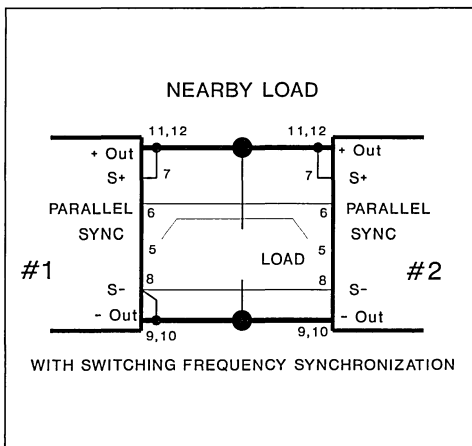 NEARBY LOAD
11,12 11,12
+ Out + Out
S+ 7 7 S+
PARALLEL 6 6 PARALLEL
SYNC 5 5 SYNC
LOAD
#1 #2
S- 8 8 S-
- Out - Out
9,10 9,10
WITH SWITCHING FREQUENCY SYNCHRONIZATION